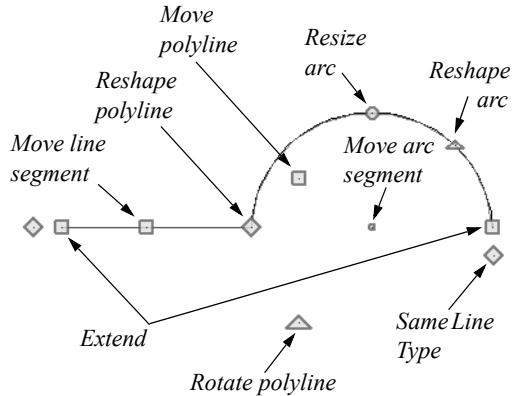 Move
polyline
Resize
arc
Reshape
arc
Reshape
polyline
Move line
segment
Move arc
segment
Extend
Same Line
Type
Rotate polyline